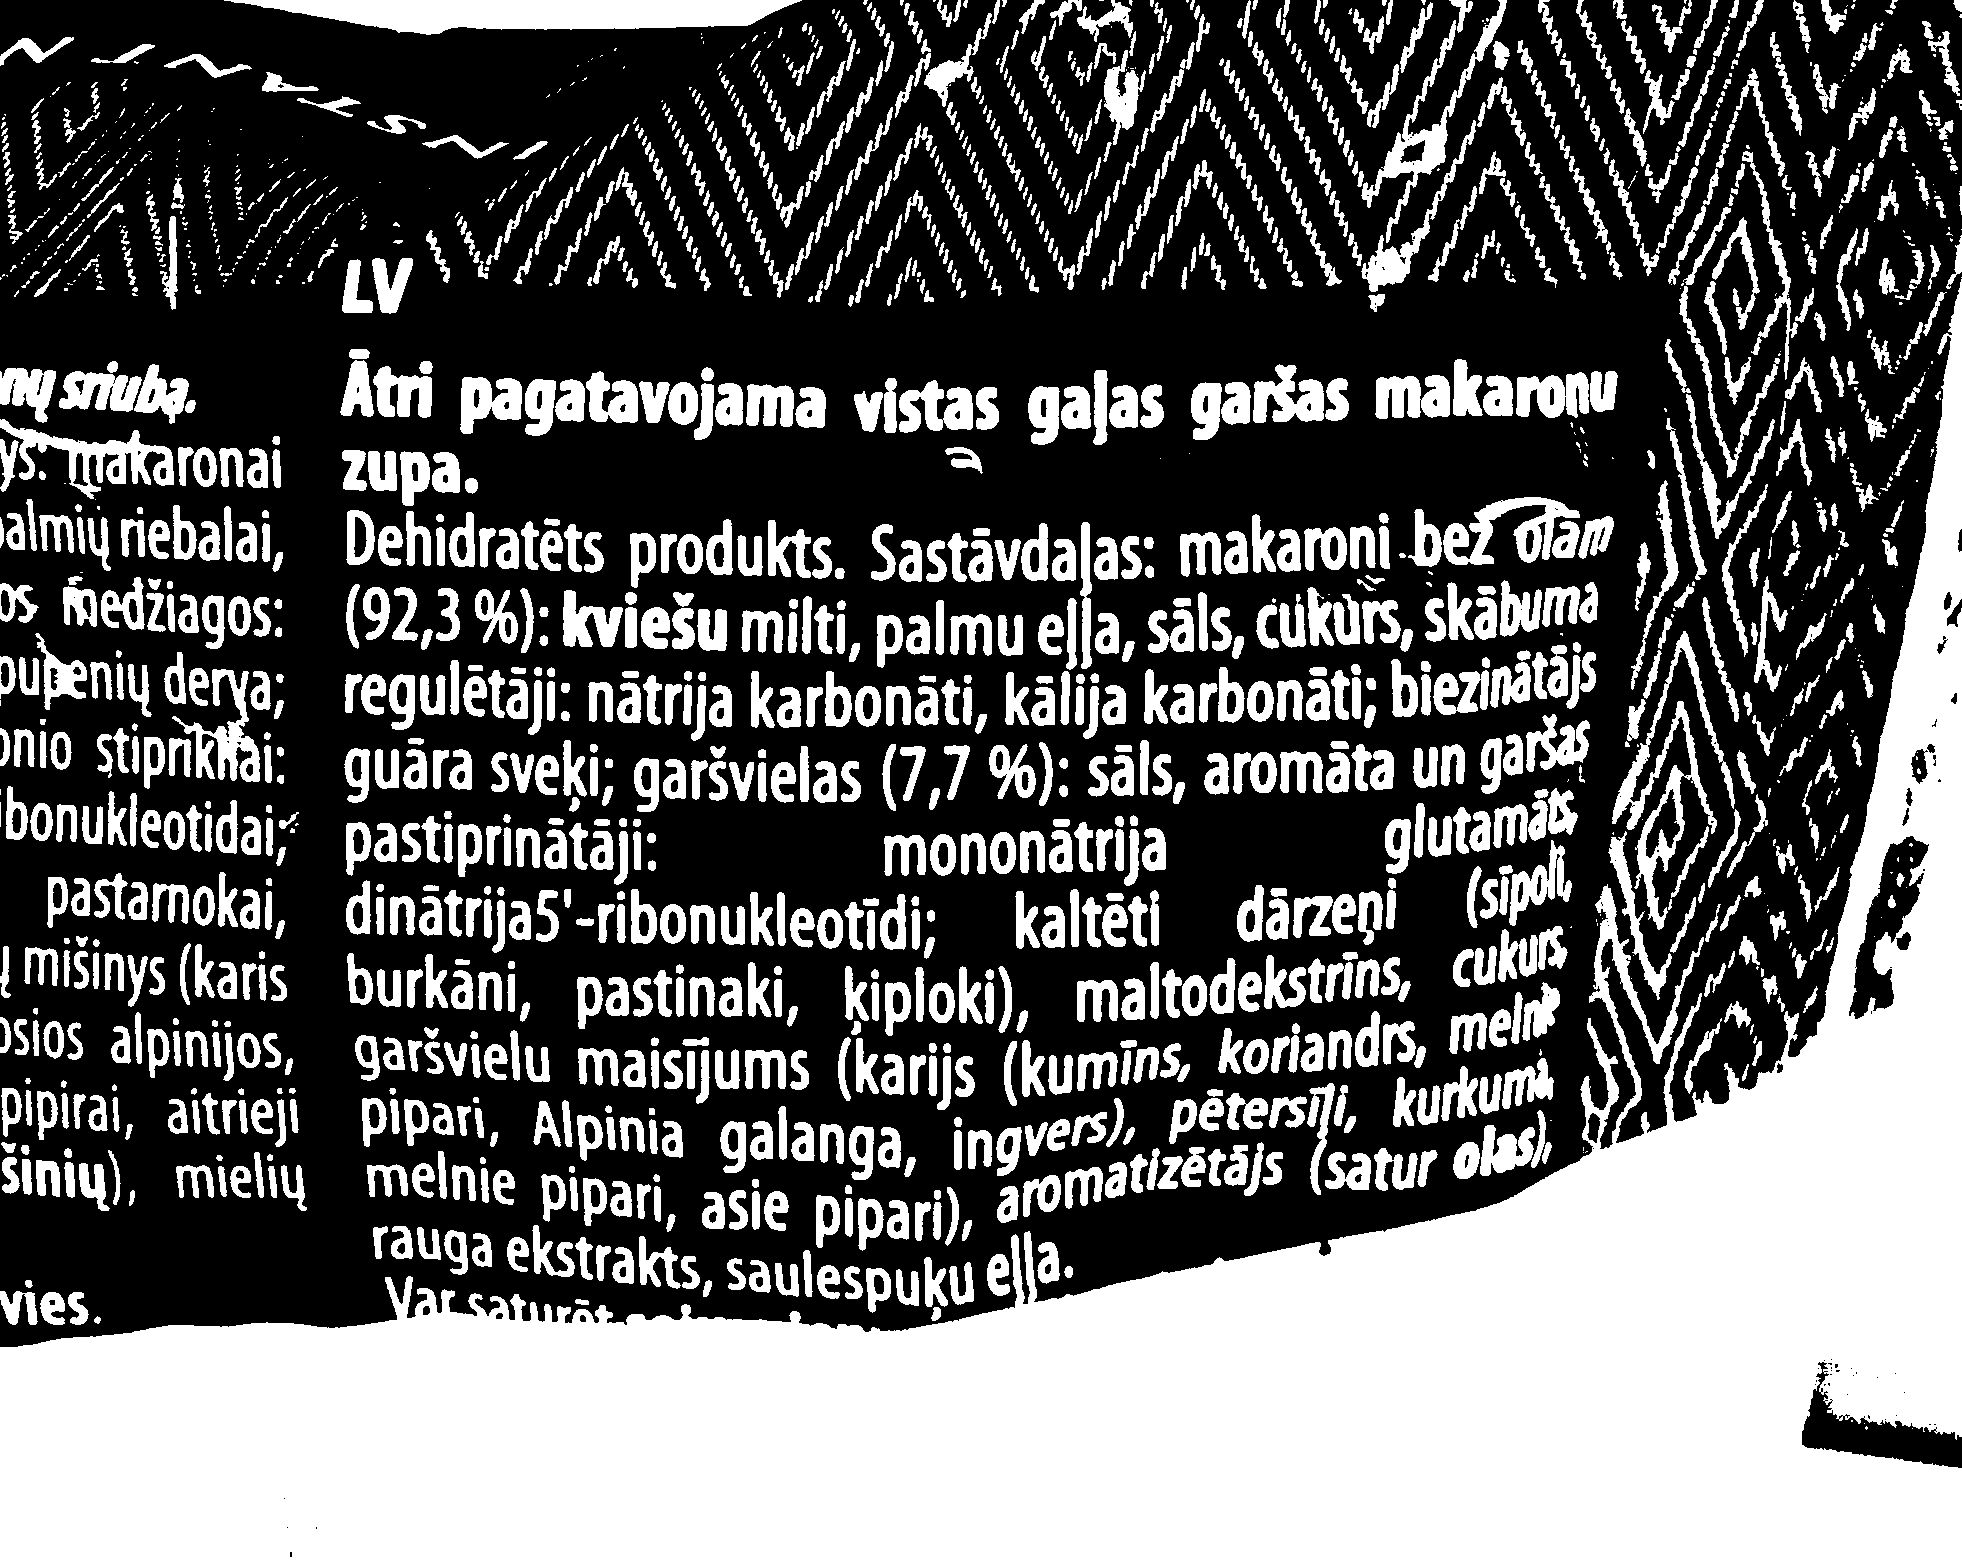 INSTANT N
LV
nų sriubą.
ys: makaronai
palmių riebalai,
os medžiagos:
pupenių derva;
onio stiprikliai:
ibonukleotidai;
pastarnokai,
ų mišinys (karis
osios alpinijos,
pipirai, aitrieji
šinių), mielių
vies.
Ātri pagatavojama vistas gaļas garšas makaronu
zupa.
Dehidratēts produkts. Sastāvdaļas: makaroni bez olām
(92,3 %): kviešu milti, palmu eļļa, sāls, cukurs, skābuma
regulētāji: nātrija karbonāti, kālija karbonāti; biezinātājs
guāra sveķi; garšvielas (7,7 %): sāls, aromāta un garšas
pastiprinātāji: mononātrija glutamāts,
dinātrija5'-ribonukleotīdi; kaltēti dārzeņi (sīpoli,
burkāni, pastinaki, ķiploki), maltodekstrīns, cukurs,
garšvielu maisījums (karijs (kumīns, koriandrs, melnie
pipari, Alpinia galanga, ingvers), pētersīļi, kurkuma,
melnie pipari, asie pipari), aromatizētājs (satur olas),
rauga ekstrakts, saulespuķu eļļa.
Var saturēt